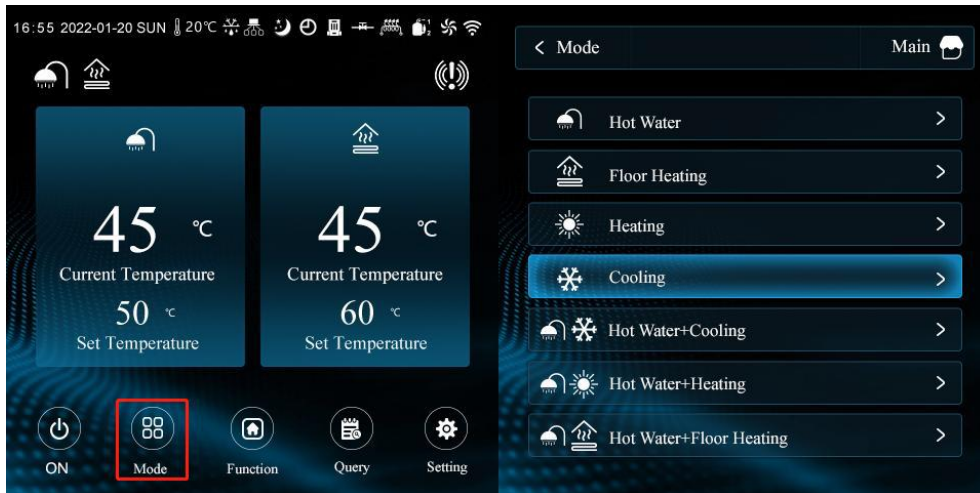 16:55 2022-01-20 SUN 20℃
45 ℃ 45 ℃
Current Temperature Current Temperature
50 ℃ 60 ℃
Set Temperature Set Temperature
ON Mode Function Query Setting
< Mode Main
Hot Water >
Floor Heating >
Heating >
Cooling >
Hot Water+Cooling >
Hot Water+Heating >
Hot Water+Floor Heating >